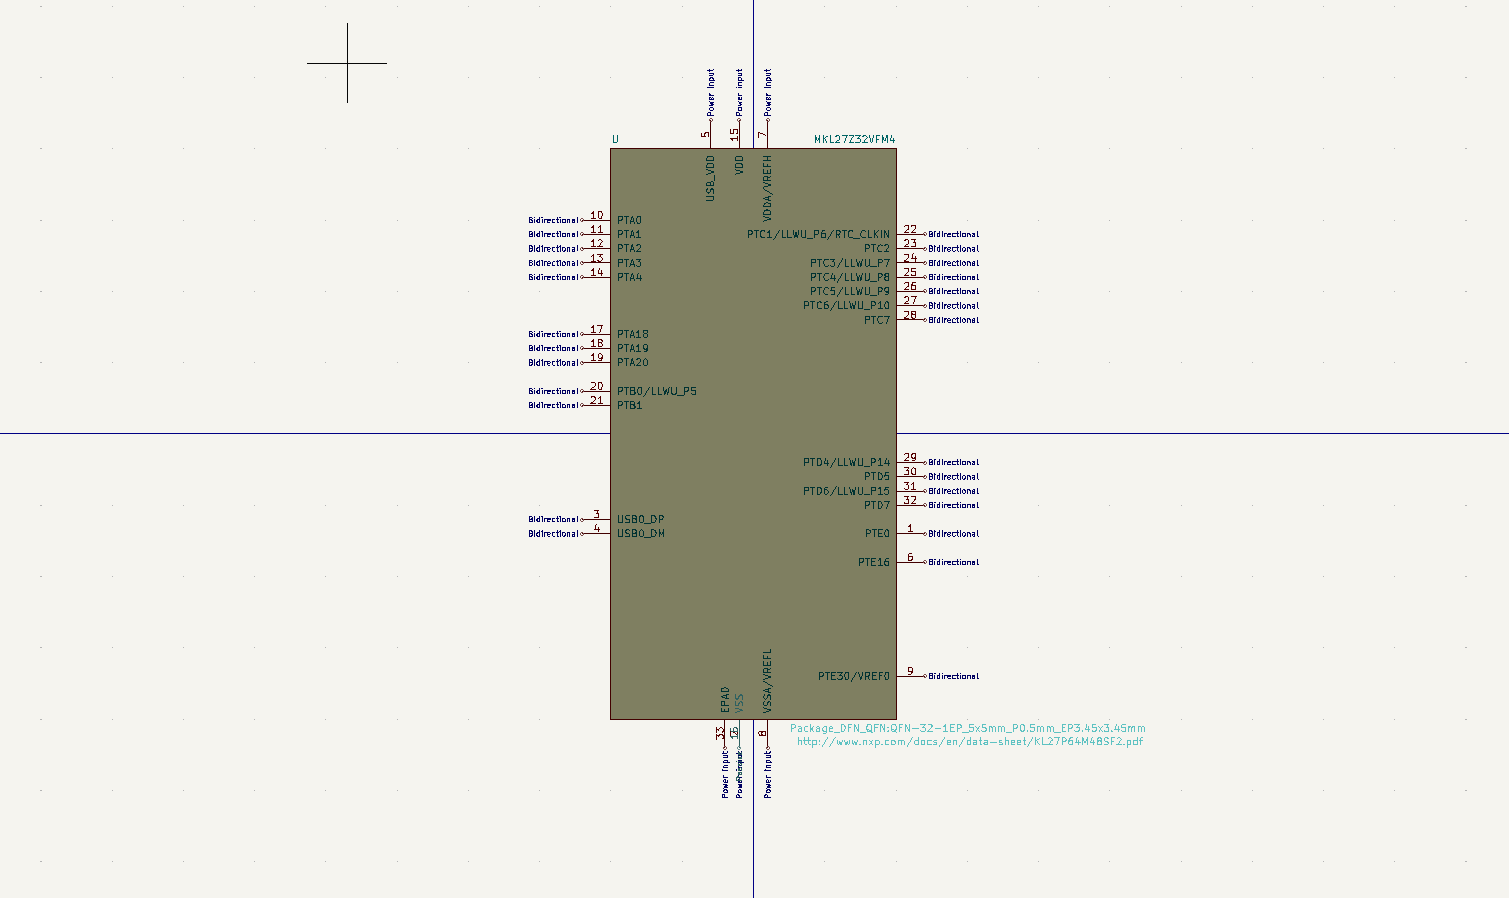 Power Input
Power Input
Power Input
5
15
7
U
MKL27Z32VFM4
USB_VDD
VDD
VDDA/VREFH
Bidirectional 10 PTA0
Bidirectional 11 PTA1
Bidirectional 12 PTA2
Bidirectional 13 PTA3
Bidirectional 14 PTA4
PTC1/LLWU_P6/RTC_CLKIN 22 Bidirectional
PTC2 23 Bidirectional
PTC3/LLWU_P7 24 Bidirectional
PTC4/LLWU_P8 25 Bidirectional
PTC5/LLWU_P9 26 Bidirectional
PTC6/LLWU_P10 27 Bidirectional
PTC7 28 Bidirectional
Bidirectional 17 PTA18
Bidirectional 18 PTA19
Bidirectional 19 PTA20
Bidirectional 20 PTB0/LLWU_P5
Bidirectional 21 PTB1
PTD4/LLWU_P14 29 Bidirectional
PTD5 30 Bidirectional
PTD6/LLWU_P15 31 Bidirectional
PTD7 32 Bidirectional
Bidirectional 3 USB0_DP
Bidirectional 4 USB0_DM
PTE0 1 Bidirectional
PTE16 6 Bidirectional
PTE30/VREF0 9 Bidirectional
EPAD
VSS
VSSA/VREFL
33
8
Power Input
Power Input
Package_DFN_QFN:QFN-32-1EP_5x5mm_P0.5mm_EP3.45x3.45mm
http://www.nxp.com/docs/en/data-sheet/KL27P64M48SF2.pdf